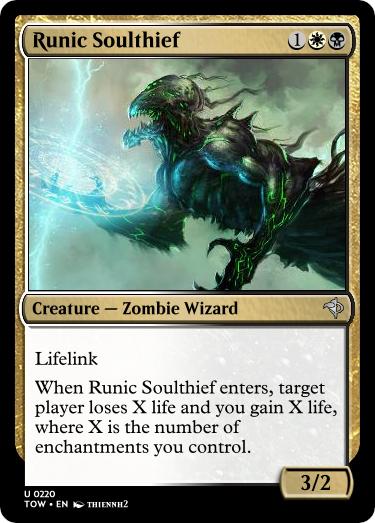 Runic Soulthief 1
Creature — Zombie Wizard
Lifelink
When Runic Soulthief enters, target
player loses X life and you gain X life,
where X is the number of
enchantments you control.
3/2
U 0220
TOW • EN THIENNH2